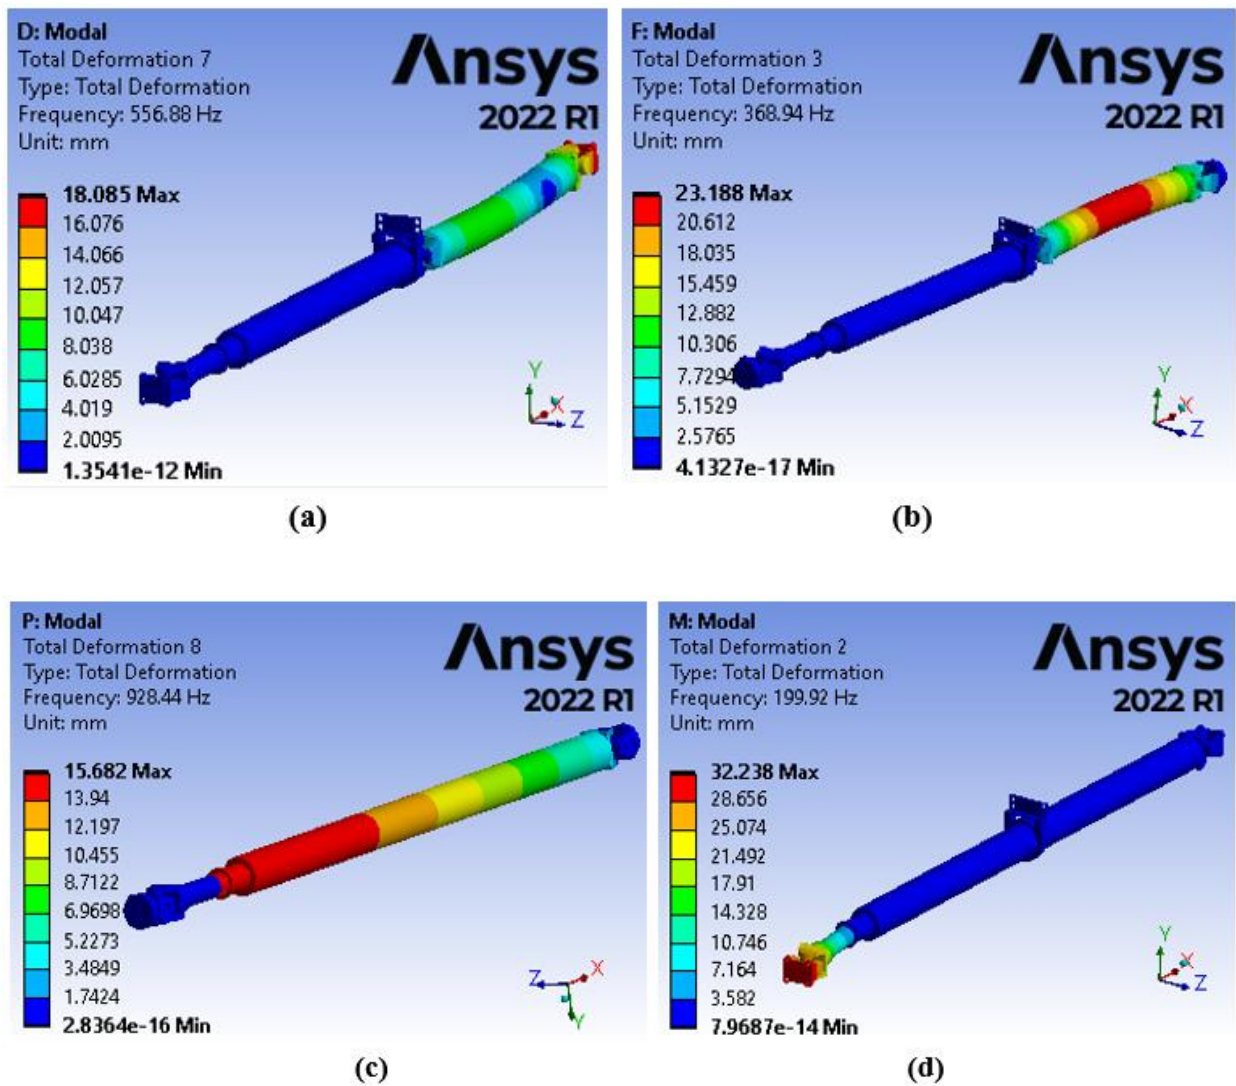 D: Modal
Total Deformation 7
Type: Total Deformation
Frequency: 556.88 Hz
Unit: mm
Ansys
2022 R1
18.085 Max
16.076
14.066
12.057
10.047
8.038
6.0285
4.019
2.0095
1.3541e-12 Min
Y
X
Z
(a)
F: Modal
Total Deformation 3
Type: Total Deformation
Frequency: 368.94 Hz
Unit: mm
Ansys
2022 R1
23.188 Max
20.612
18.035
15.459
12.882
10.306
7.7294
5.1529
2.5765
4.1327e-17 Min
Y
X
Z
(b)
P: Modal
Total Deformation 8
Type: Total Deformation
Frequency: 928.44 Hz
Unit: mm
Ansys
2022 R1
15.682 Max
13.94
12.197
10.455
8.7122
6.9698
5.2273
3.4849
1.7424
2.8364e-16 Min
Z
X
Y
(c)
M: Modal
Total Deformation 2
Type: Total Deformation
Frequency: 199.92 Hz
Unit: mm
Ansys
2022 R1
32.238 Max
28.656
25.074
21.492
17.91
14.328
10.746
7.164
3.582
7.9687e-14 Min
Y
X
Z
(d)